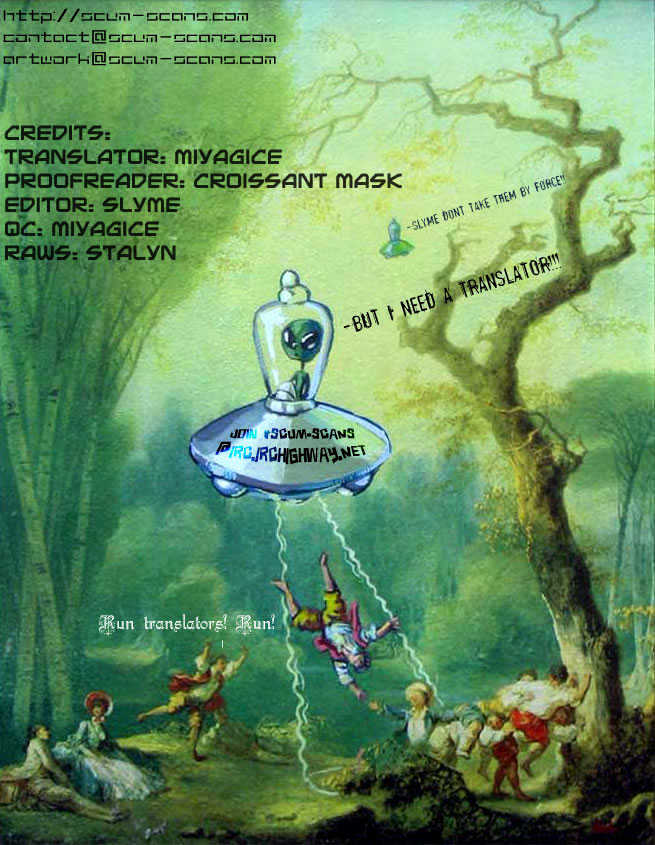 http://scum-scans.com
contact@scum-scans.com
artwork@scum-scans.com
CREDITS:
TRANSLATOR: MIYAGICE
PROOFREADER: CROISSANT MASK
EDITOR: SLYME
QC: MIYAGICE
RAWS: STALYN
-SLYME DONT TAKE THEM BY FORCE!!
-BUT I NEED A TRANSLATOR!!!
JOIN #SCUM-SCANS
@IRC.IRCHIGHWAY.NET
Run translators! Run!